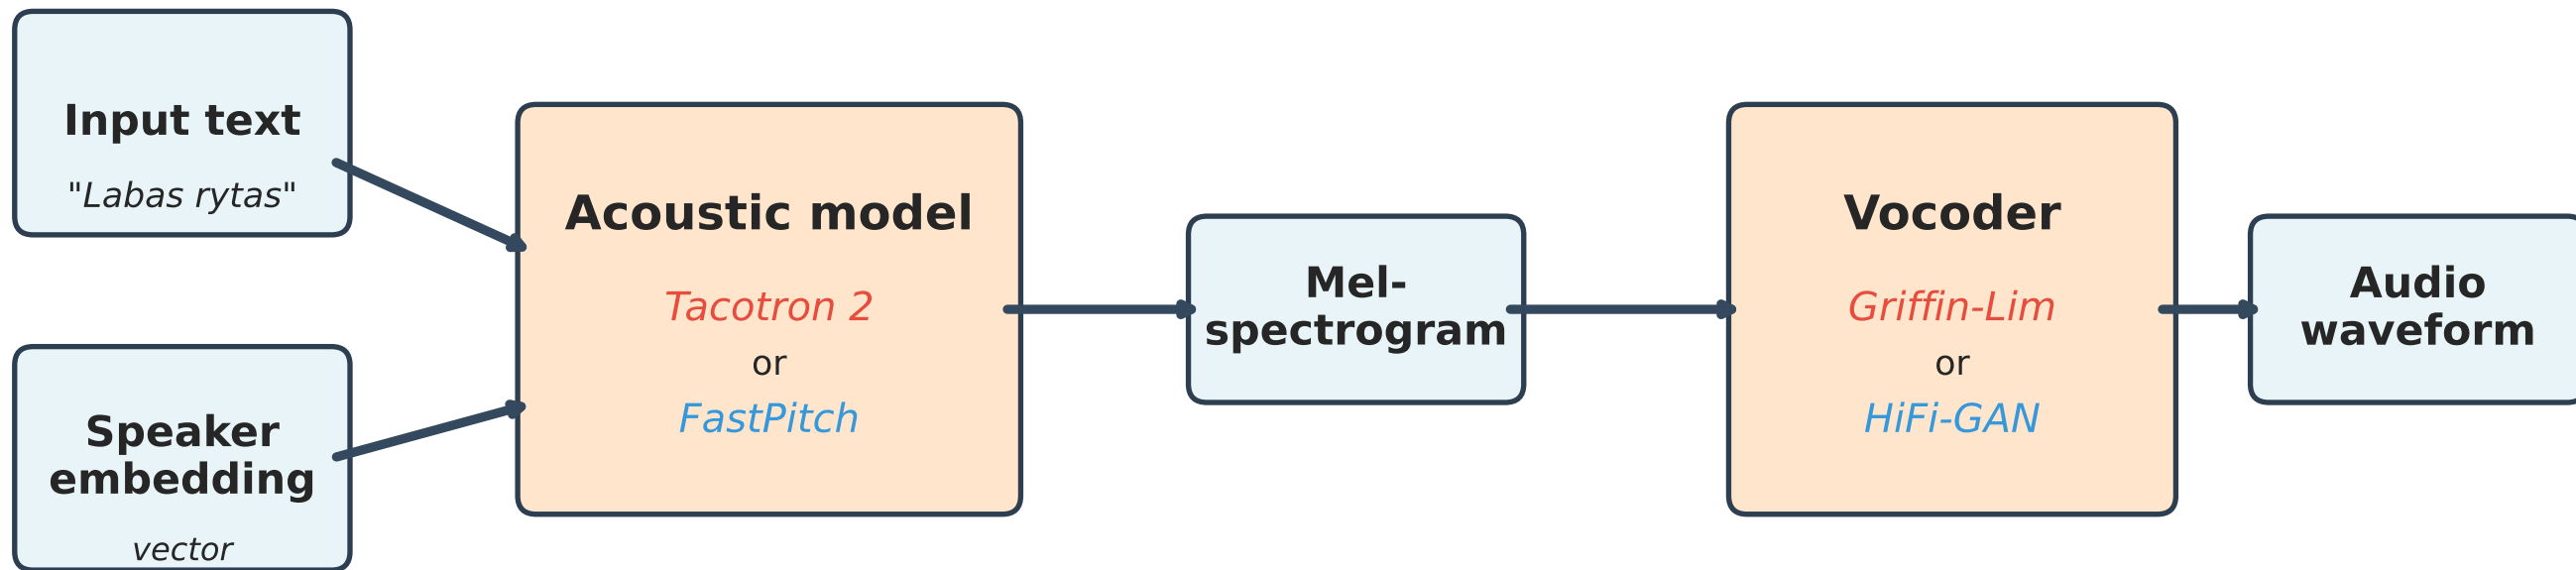 Input text
"Labas rytas"
Speaker
embedding
vector
Acoustic model
Tacotron 2
or
FastPitch
Mel-
spectrogram
Vocoder
Griffin-Lim
or
HiFi-GAN
Audio
waveform